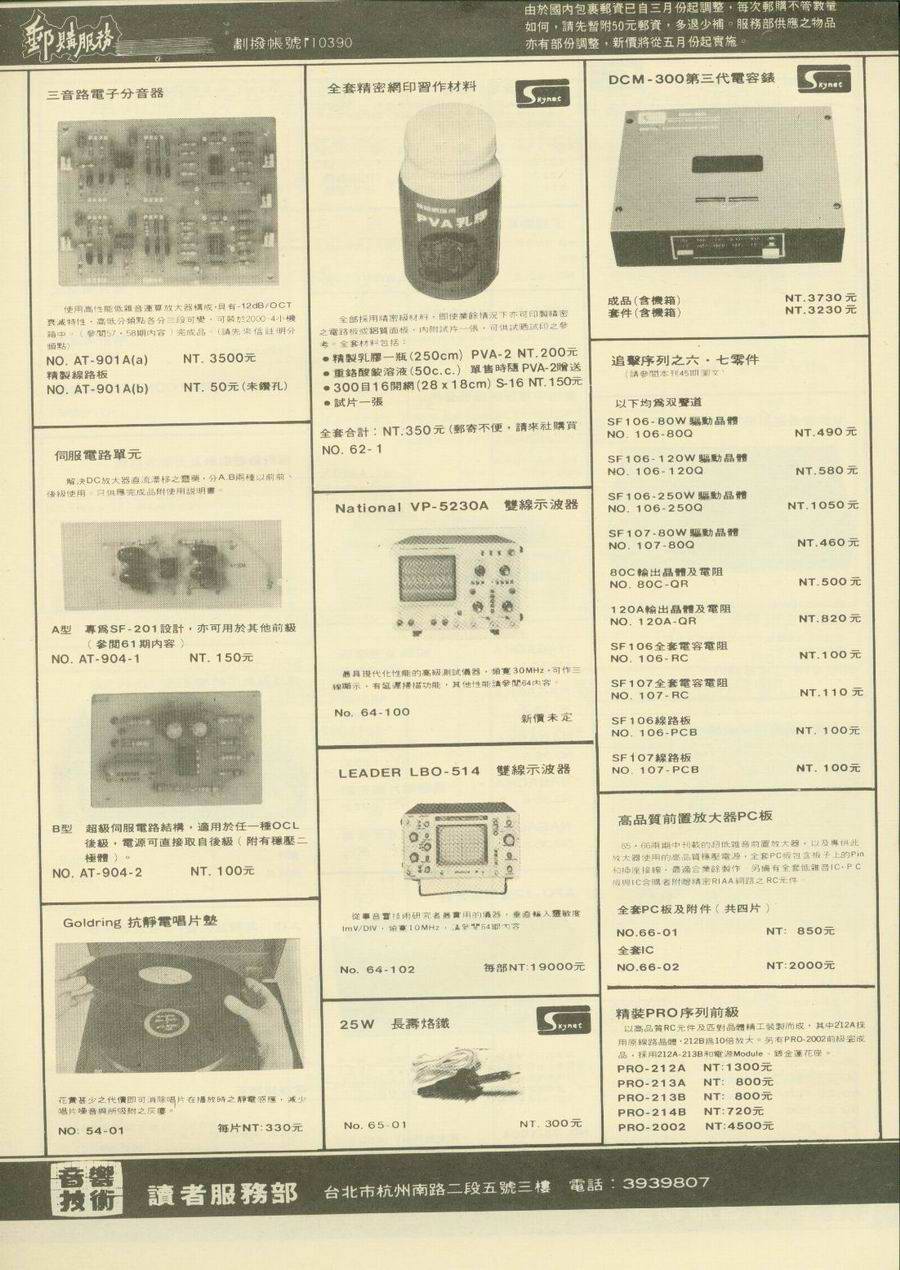 郵購服務
劃撥帳號110390
由於國內包裹郵資已自三月份起調整，每次郵購不管數量
如何，請先暫附50元郵資，多退少補。服務部供應之物品
亦有部份調整，新價將從五月份起實施。
三音路電子分音器
使用高性能低雜音運算放大器構成，具有-12dB/OCT
衰減特性，高低分頻點各分三段可變，可裝於2000-4小機
箱中。（參閱57、58期內容）完成品。（請先來信註明分
頻點）
NO. AT-901A(a) NT. 3500元
精製線路板
NO. AT-901A(b) NT. 50元(未鑽孔)
伺服電路單元
解決DC放大器直流漂移之靈藥，分A.B兩種以前前、
後級使用。只供應完成品附使用說明書。
A型 專為SF-201設計，亦可用於其他前級
（參閱61期內容）
NO. AT-904-1 NT. 150元
B型 超級伺服電路結構，適用於任一種OCL
後級，電源可直接取自後級（附有穩壓二
極體）。
NO. AT-904-2 NT. 100元
Goldring 抗靜電唱片墊
花費甚少之代價即可消除唱片在播放時之靜電感應，減少
唱片噪音與所吸附之灰塵。
NO: 54-01 每片NT:330元
全套精密網印習作材料
Skynet
PVA乳膠
全部採用精密級材料，即使業餘情況下亦可印製精密
之電路板或鋁質面板，內附試片一張，可供試晒試印之參
考。全套材料包括：
●精製乳膠一瓶(250cm) PVA-2 NT.200元
●重鉻酸銨溶液(50c.c.) 單售時隨PVA-2贈送
●300目16開網(28 x 18cm) S-16 NT.150元
●試片一張
全套合計：NT.350元(郵寄不便，請來社購買
NO. 62-1
National VP-5230A 雙線示波器
最具現代化性能的高級測試儀器，頻寬30MHz，可作三
線顯示，有延遲掃描功能，其他性能請參閱64內容。
No. 64-100 新價未定
LEADER LBO-514 雙線示波器
從事音響技術研究者最實用的儀器，垂直輸入靈敏度
1mV/DIV，頻寬10MHz，請參閱54期內容
No. 64-102 每部NT:19000元
25W 長壽烙鐵
Skynet
No. 65-01 NT. 300元
DCM-300第三代電容錶
Skynet
成品(含機箱) NT.3730元
套件(含機箱) NT.3230元
追擊序列之六・七零件
（請參閱本刊45期圖文）
以下均為双聲道
SF106-80W驅動晶體
NO. 106-80Q NT.490元
SF106-120W驅動晶體
NO. 106-120Q NT.580元
SF106-250W驅動晶體
NO. 106-250Q NT.1050元
SF107-80W驅動晶體
NO. 107-80Q NT.460元
80C輸出晶體及電阻
NO. 80C-QR NT.500元
120A輸出晶體及電阻
NO. 120A-QR NT.820元
SF106全套電容電阻
NO. 106-RC NT.100元
SF107全套電容電阻
NO. 107-RC NT.110元
SF106線路板
NO. 106-PCB NT. 100元
SF107線路板
NO. 107-PCB NT. 100元
高品質前置放大器PC板
65、66兩期中刊載的超低雜音前置放大器，以及專供此
放大器使用的高品質穩壓電源，全套PC板包含板子上的Pin
和插座接線，最適合業餘製作。另備有全套低雜音IC，PC
板與IC合購者附贈精密RIAA網路之RC元件。
全套PC板及附件（共四片）
NO.66-01 NT: 850元
全套IC
NO.66-02 NT:2000元
精裝PRO序列前級
以高品質RC元件及匹對晶體精工裝製而成，其中212A採
用原線路晶體，212B為10倍放大。另有PRO-2002前級完成
品，採用212A-213B和電源Module、鍍金蓮花座。
PRO-212A NT:1300元
PRO-213A NT: 800元
PRO-213B NT: 800元
PRO-214B NT:720元
PRO-2002 NT:4500元
音響技術
讀者服務部 台北市杭州南路二段五號三樓 電話：3939807